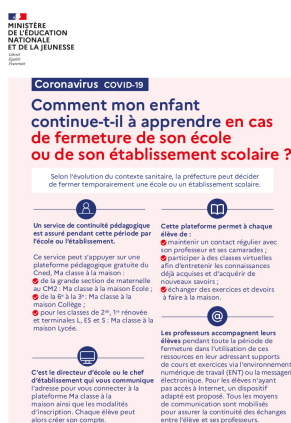 MINISTÈRE
DE L'ÉDUCATION
NATIONALE
ET DE LA JEUNESSE
Liberté
Égalité
Fraternité
Coronavirus COVID-19
Comment mon enfant
continue-t-il à apprendre en cas
de fermeture de son école
ou de son établissement scolaire ?
Selon l'évolution du contexte sanitaire, la préfecture peut décider
de fermer temporairement une école ou un établissement scolaire.
Un service de continuité pédagogique
est assuré pendant cette période par
l'école ou l'établissement.
Ce service peut s'appuyer sur une
plateforme pédagogique gratuite du
Cned, Ma classe à la maison :
de la grande section de maternelle
au CM2 : Ma classe à la maison École ;
de la 6e à la 3e: Ma classe à la
maison Collège ;
pour les classes de 2de, 1re rénovée
et terminales L, ES et S : Ma classe à la
maison Lycée.
C'est le directeur d'école ou le chef
d'établissement qui vous communique
l'adresse pour vous connecter à la
plateforme Ma classe à la
maison ainsi que les modalités
d'inscription. Chaque élève peut
alors créer son compte.
Cette plateforme permet à chaque
élève de :
maintenir un contact régulier avec
son professeur et ses camarades ;
participer à des classes virtuelles
afin d'entretenir les connaissances
déjà acquises et d'acquérir de
nouveaux savoirs ;
échanger des exercices et devoirs
à faire à la maison.
Les professeurs accompagnent leurs
élèves pendant toute la période de
fermeture dans l'utilisation de ces
ressources en leur adressant supports
de cours et exercices via l'environnement
numérique de travail (ENT) ou la messagerie
électronique. Pour les élèves n'ayant
pas accès à Internet, un dispositif
adapté est proposé. Tous les moyens
de communication sont mobilisés
pour assurer la continuité des échanges
entre l'élève et ses professeurs.